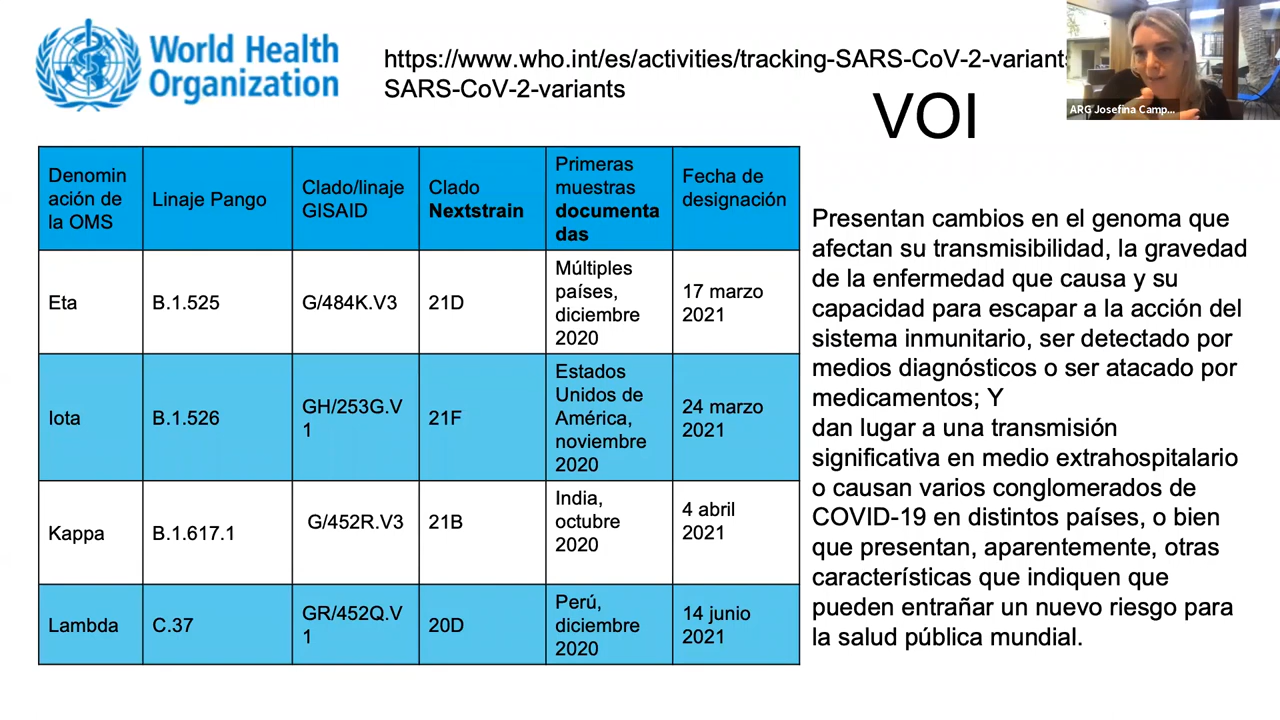 World Health
Organization
https://www.who.int/es/activities/tracking-SARS-CoV-2-variants
SARS-CoV-2-variants
ARG Josefina Camp...
VOI
Denomin
ación de
la OMS
Linaje Pango
Clado/linaje
GISAID
Clado
Nextstrain
Primeras
muestras
documenta
das
Fecha de
designación
Eta
B.1.525
G/484K.V3
21D
Múltiples
países,
diciembre
2020
17 marzo
2021
Iota
B.1.526
GH/253G.V
1
21F
Estados
Unidos de
América,
noviembre
2020
24 marzo
2021
Kappa
B.1.617.1
G/452R.V3
21B
India,
octubre
2020
4 abril
2021
Lambda
C.37
GR/452Q.V
1
20D
Perú,
diciembre
2020
14 junio
2021
Presentan cambios en el genoma que
afectan su transmisibilidad, la gravedad
de la enfermedad que causa y su
capacidad para escapar a la acción del
sistema inmunitario, ser detectado por
medios diagnósticos o ser atacado por
medicamentos; Y
dan lugar a una transmisión
significativa en medio extrahospitalario
o causan varios conglomerados de
COVID-19 en distintos países, o bien
que presentan, aparentemente, otras
características que indiquen que
pueden entrañar un nuevo riesgo para
la salud pública mundial.